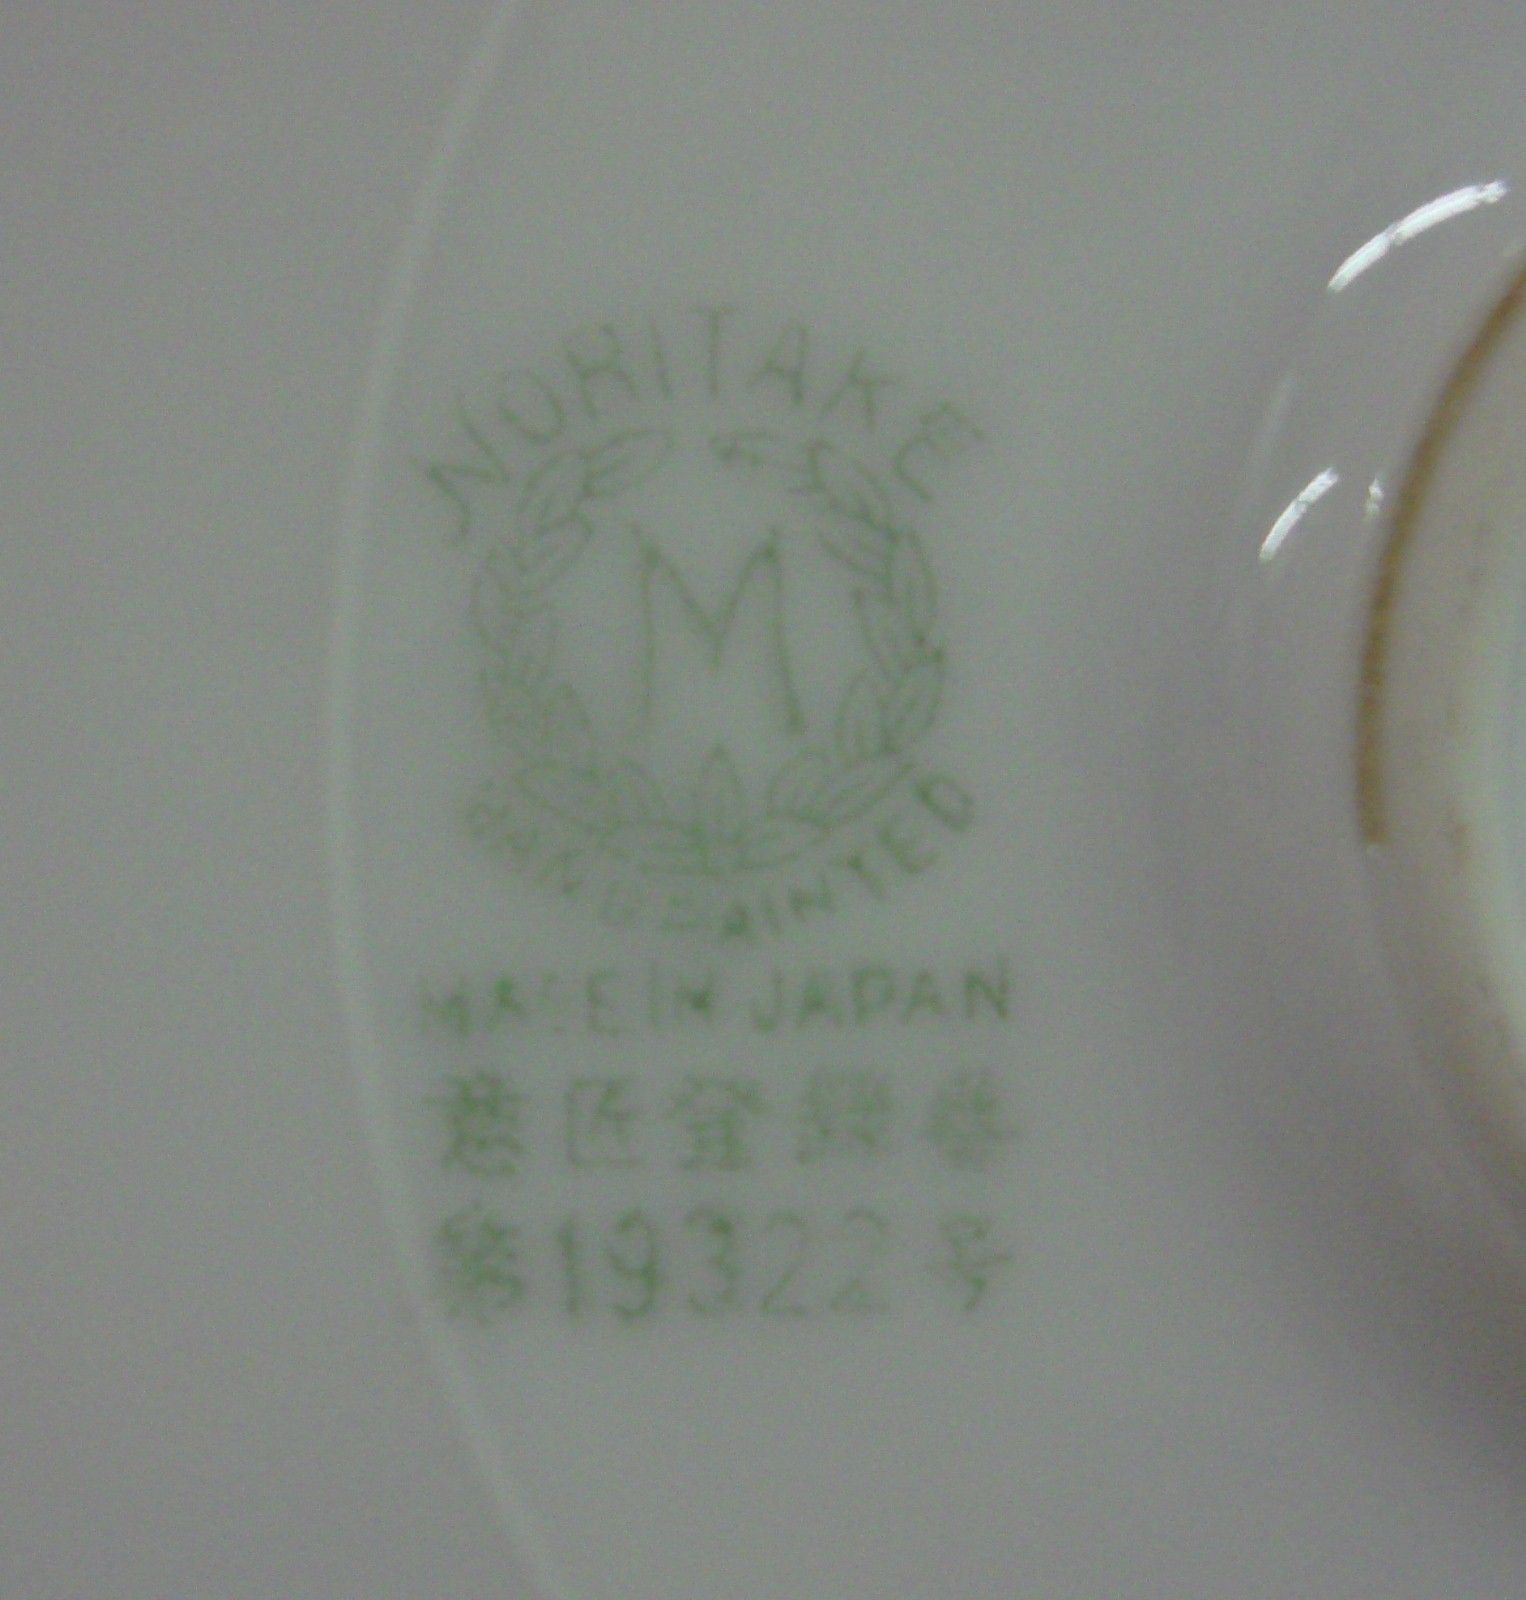 NORITAKE
M
HAND PAINTED
MADE IN JAPAN
意匠登録番
第19322号